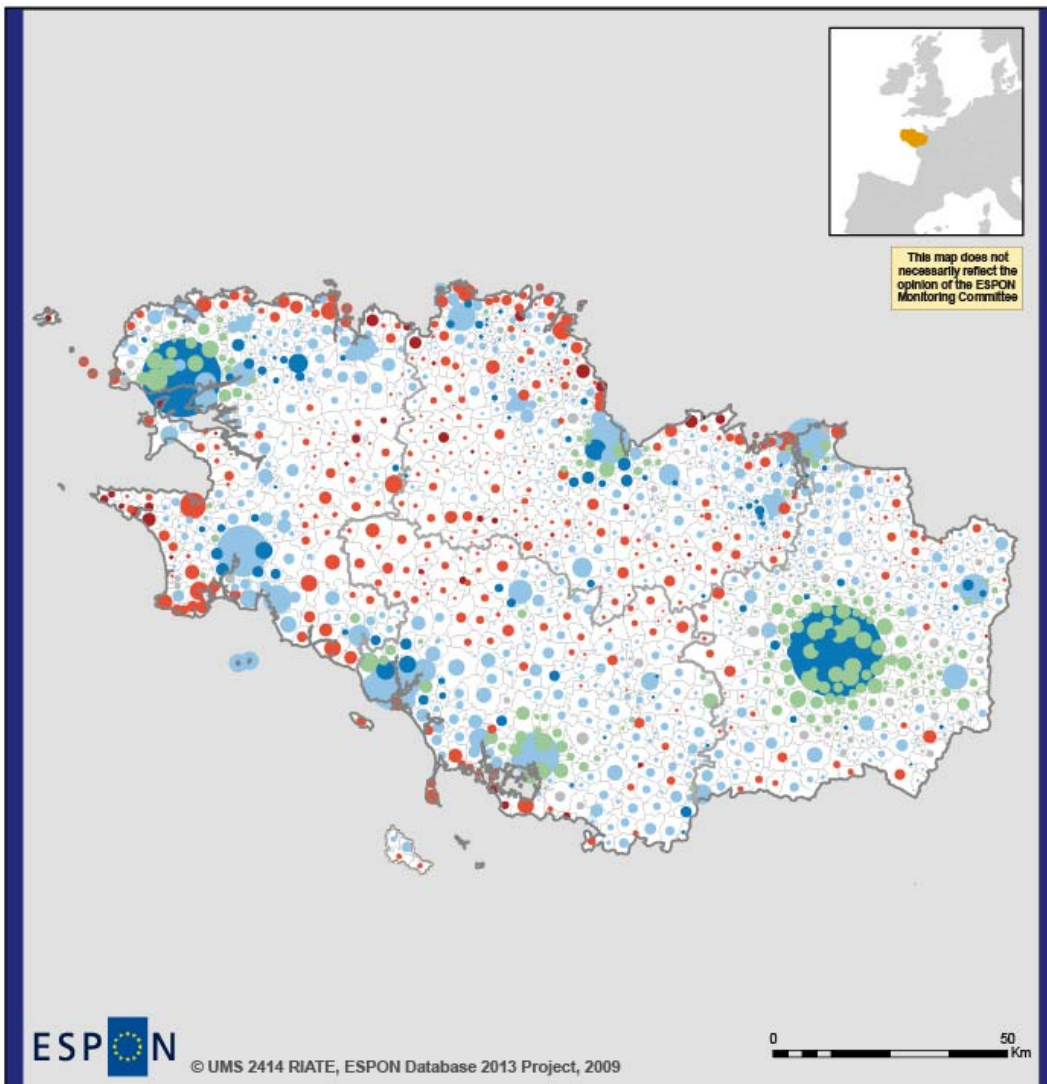 This map does not
necessarily reflect the
opinion of the ESPON
Monitoring Committee
ESPON
© UMS 2414 RIATE, ESPON Database 2013 Project, 2009
0 50
Km